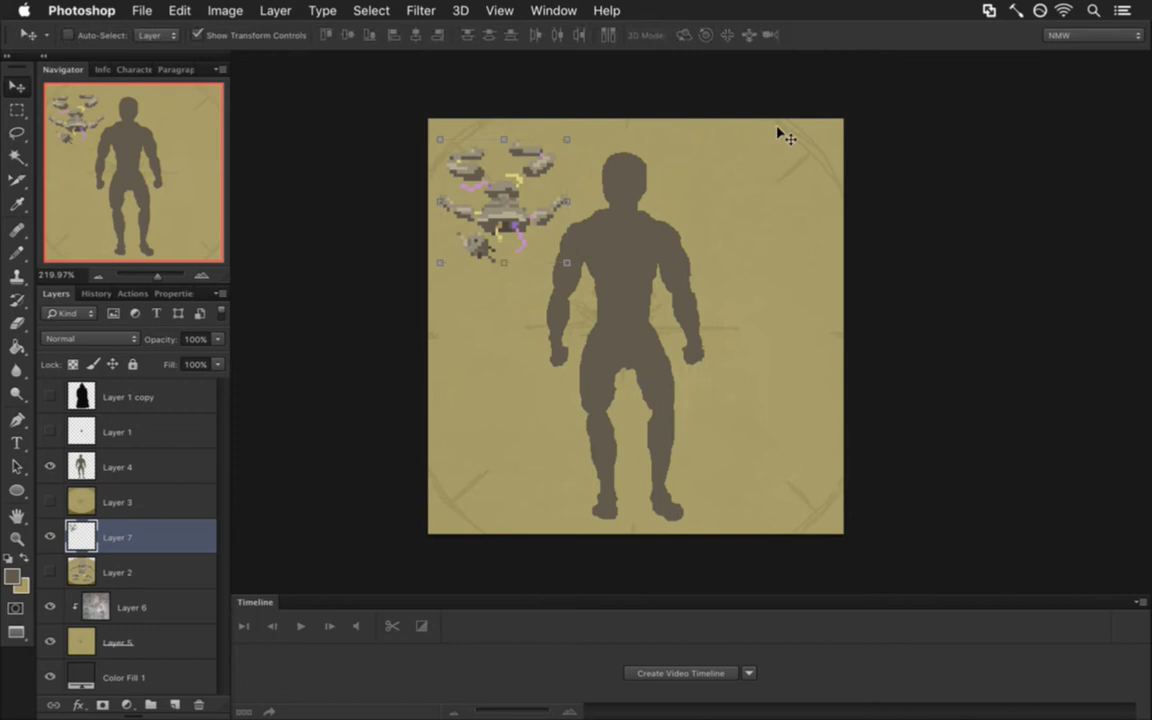 Photoshop File Edit Image Layer Type Select Filter 3D View Window Help
Auto-Select: Layer Show Transform Controls 3D Mode: NMW
Navigator Info Characte Paragrap
219.97%
Layers History Actions Propertie
Kind
Normal Opacity: 100%
Lock: Fill: 100%
Layer 1 copy
Layer 1
Layer 4
Layer 3
Layer 7
Layer 2
Layer 6
Layer 5
Color Fill 1
fx
Timeline
Create Video Timeline